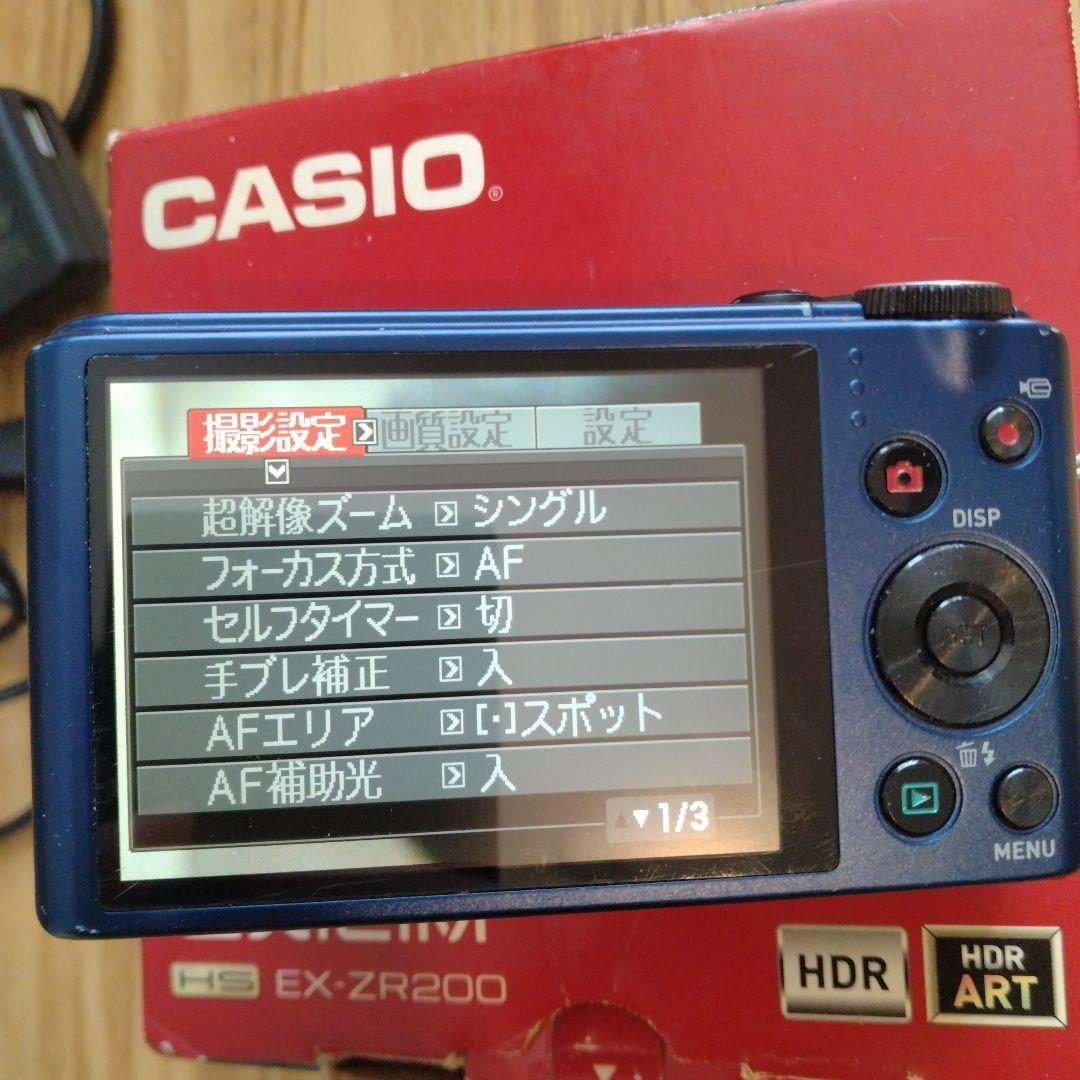 CASIO®
撮影設定 画質設定 設定
超解像ズーム シングル
フォーカス方式 AF
セルフタイマー 切
手ブレ補正 入
AFエリア [・]スポット
AF補助光 入
▲▼1/3
DISP
SET
MENU
HS EX-ZR200
HDR
HDR
ART